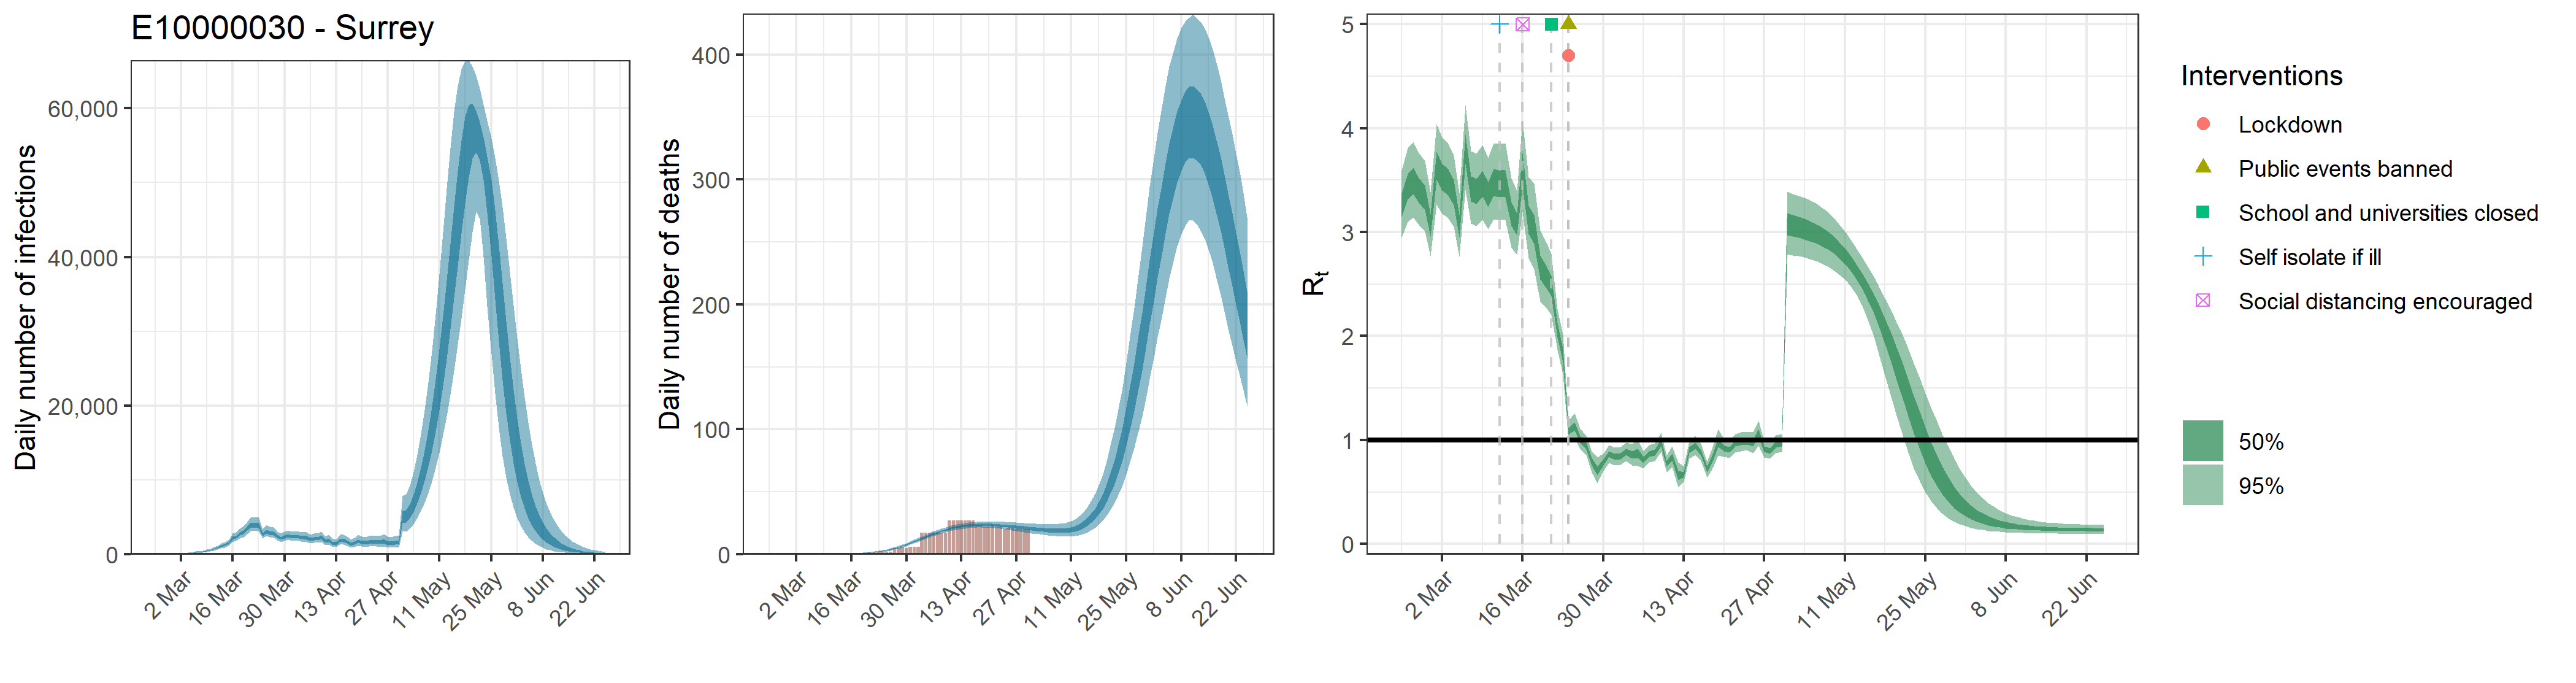 E10000030 - Surrey
Daily number of infections
60,000
40,000
20,000
0
2 Mar
16 Mar
30 Mar
13 Apr
27 Apr
11 May
25 May
8 Jun
22 Jun
Daily number of deaths
400
300
200
100
0
2 Mar
16 Mar
30 Mar
13 Apr
27 Apr
11 May
25 May
8 Jun
22 Jun
Rt
5
4
3
2
1
0
2 Mar
16 Mar
30 Mar
13 Apr
27 Apr
11 May
25 May
8 Jun
22 Jun
Interventions
Lockdown
Public events banned
School and universities closed
Self isolate if ill
Social distancing encouraged
50%
95%